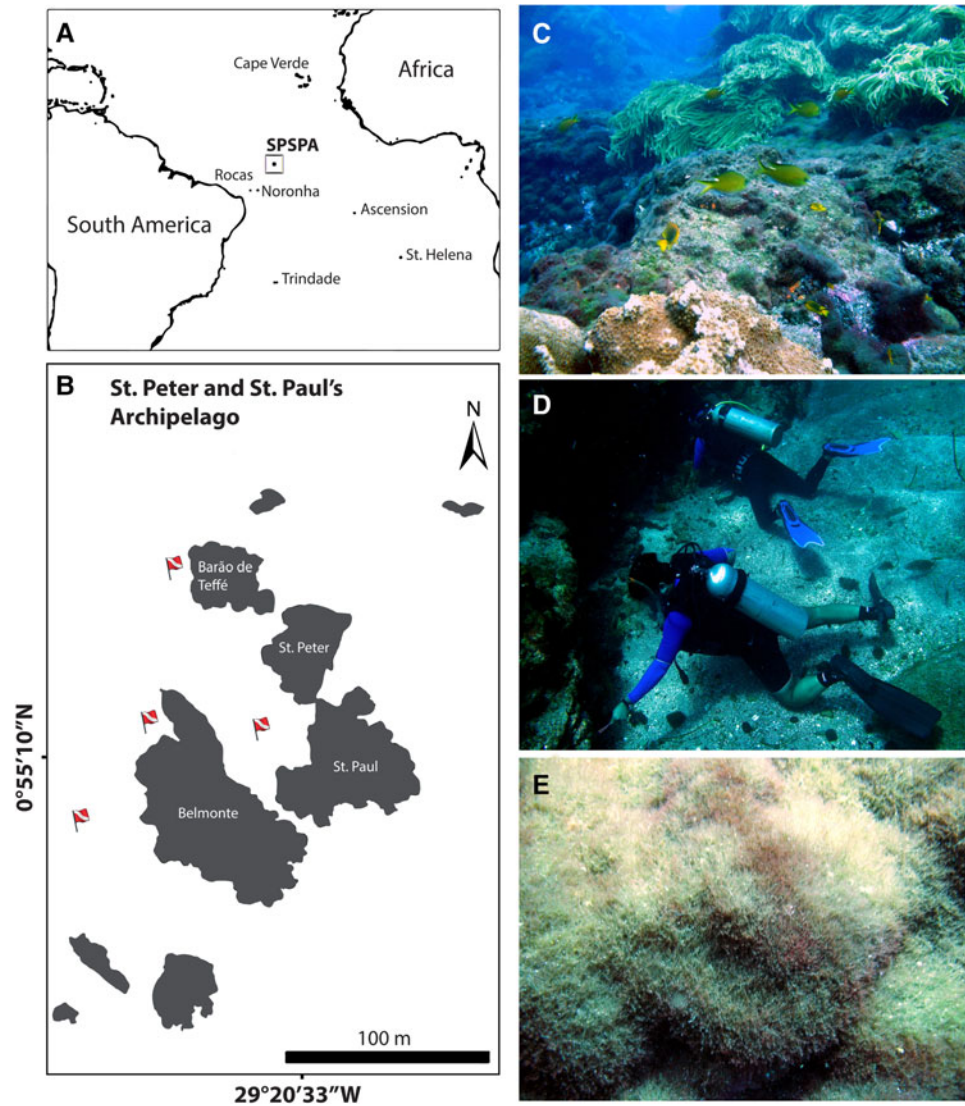 A
Cape Verde
Africa
SPSPA
Rocas
Noronha
South America
Ascension
St. Helena
Trindade
B
St. Peter and St. Paul's
Archipelago
N
Barão de
Teffé
St. Peter
St. Paul
Belmonte
0°55'10"N
100 m
29°20'33"W
C
D
E